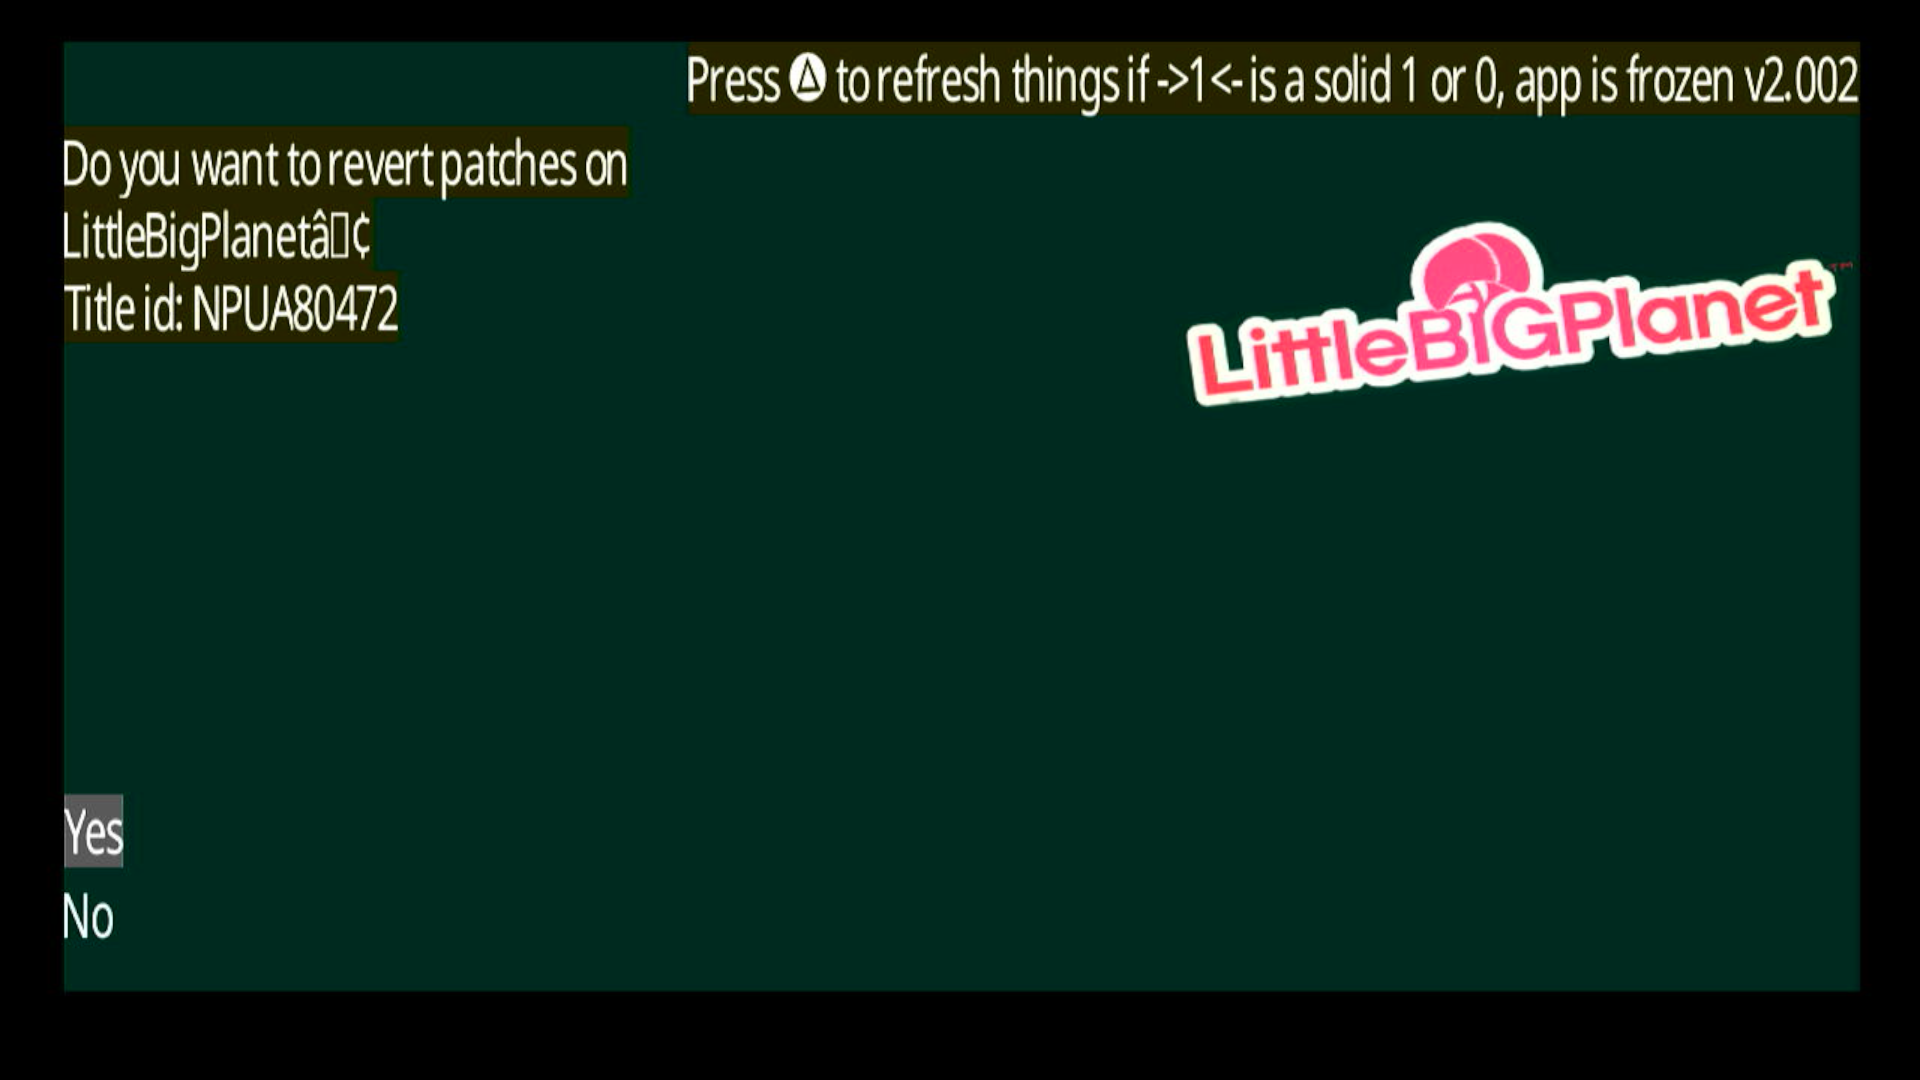 Press △ to refresh things if ->1<- is a solid 1 or 0, app is frozen v2.002
Do you want to revert patches on
LittleBigPlanetâ▯¢
Title id: NPUA80472
LittleBIGPlanet™
Yes
No